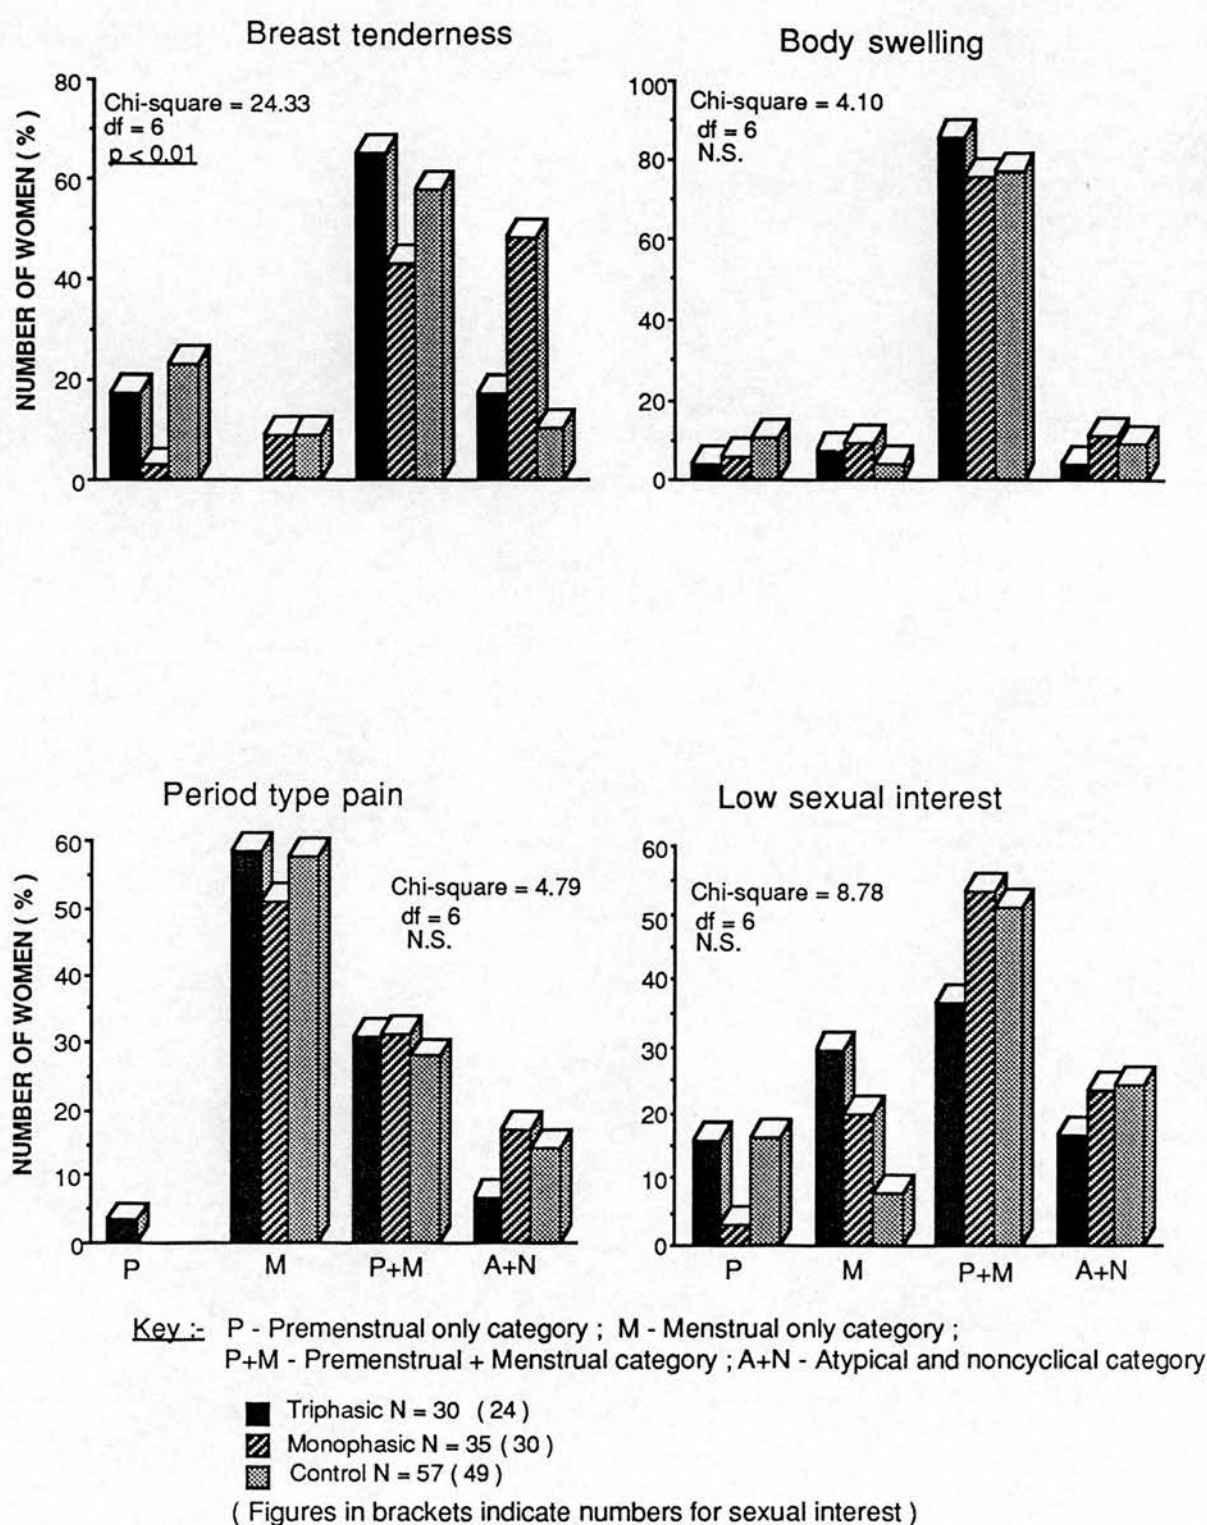 Breast tenderness
NUMBER OF WOMEN ( % )
80
60
40
20
0
Chi-square = 24.33
df = 6
p < 0.01
Body swelling
100
80
60
40
20
0
Chi-square = 4.10
df = 6
N.S.
Period type pain
NUMBER OF WOMEN ( % )
60
50
40
30
20
10
0
Chi-square = 4.79
df = 6
N.S.
P M P+M A+N
Low sexual interest
60
50
40
30
20
10
0
Chi-square = 8.78
df = 6
N.S.
P M P+M A+N
Key :- P - Premenstrual only category ; M - Menstrual only category ;
P+M - Premenstrual + Menstrual category ; A+N - Atypical and noncyclical category
Triphasic N = 30 ( 24 )
Monophasic N = 35 ( 30 )
Control N = 57 ( 49 )
( Figures in brackets indicate numbers for sexual interest )